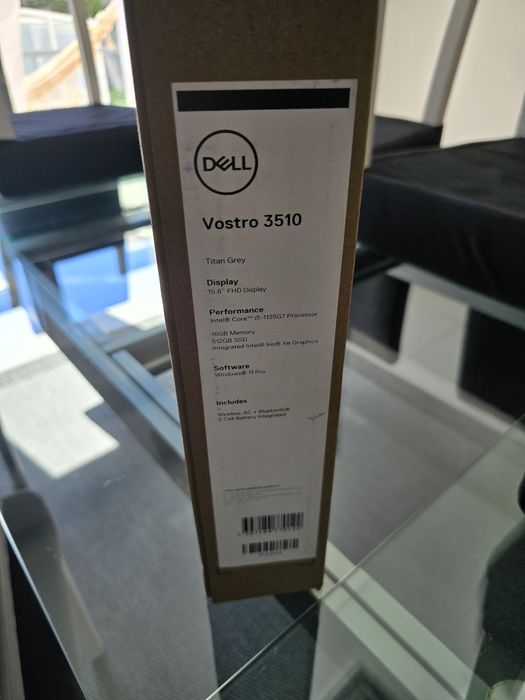 DELL
Vostro 3510
Titan Grey
Display
15.6" FHD Display
Performance
Intel® Core™ i5-1135G7 Processor
16GB Memory
512GB SSD
Integrated Intel® Iris® Xe Graphics
Software
Windows® 11 Pro
Includes
Wireless AC + Bluetooth®
3 Cell Battery Integrated